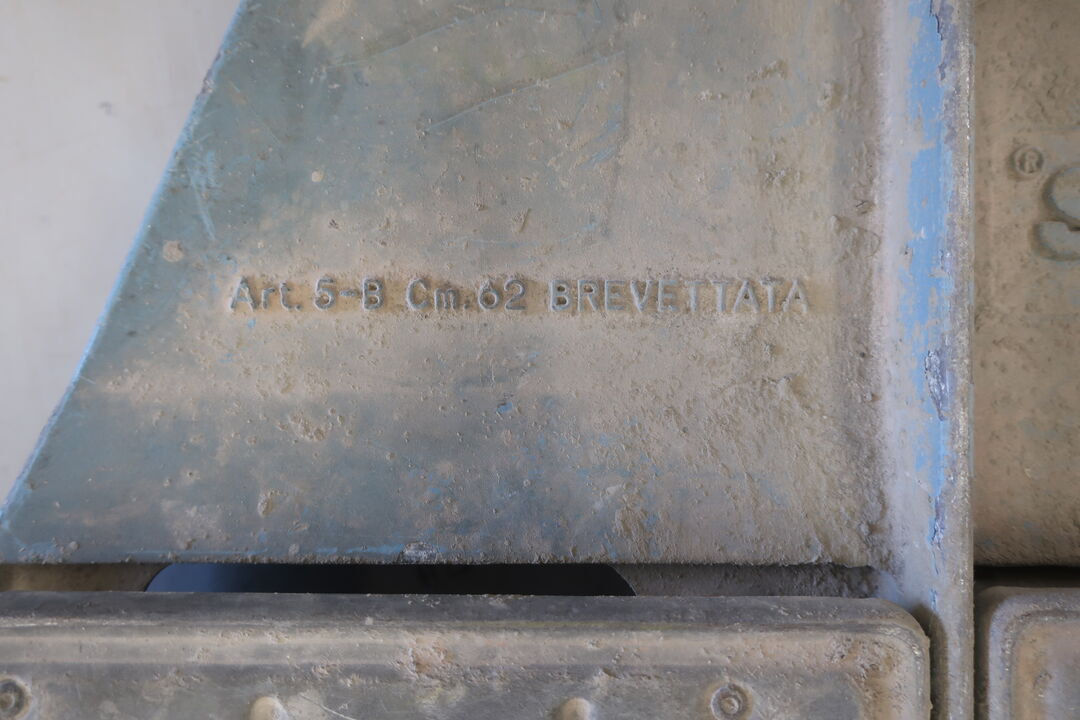 Art. 5-B Cm.62 BREVETTATA
®